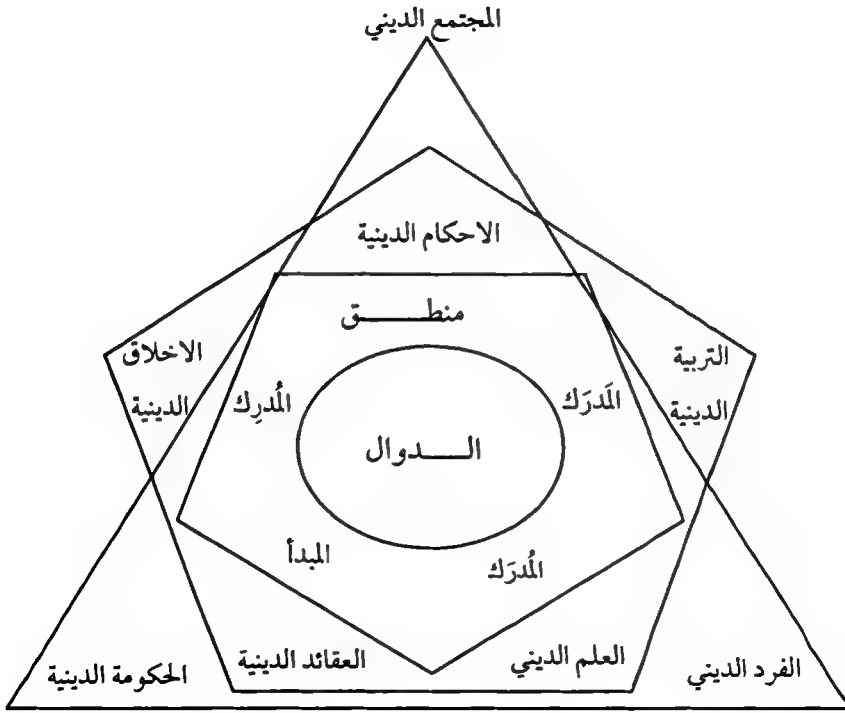 المجتمع الديني
الاحكام الدينية
منطـــــق
التربية
الدينية
الاخلاق
الدينية
المَدرَك
المُدرِك
الـــدوال
المُدرَك
المبدأ
الفرد الديني
العلم الديني
العقائد الدينية
الحكومة الدينية